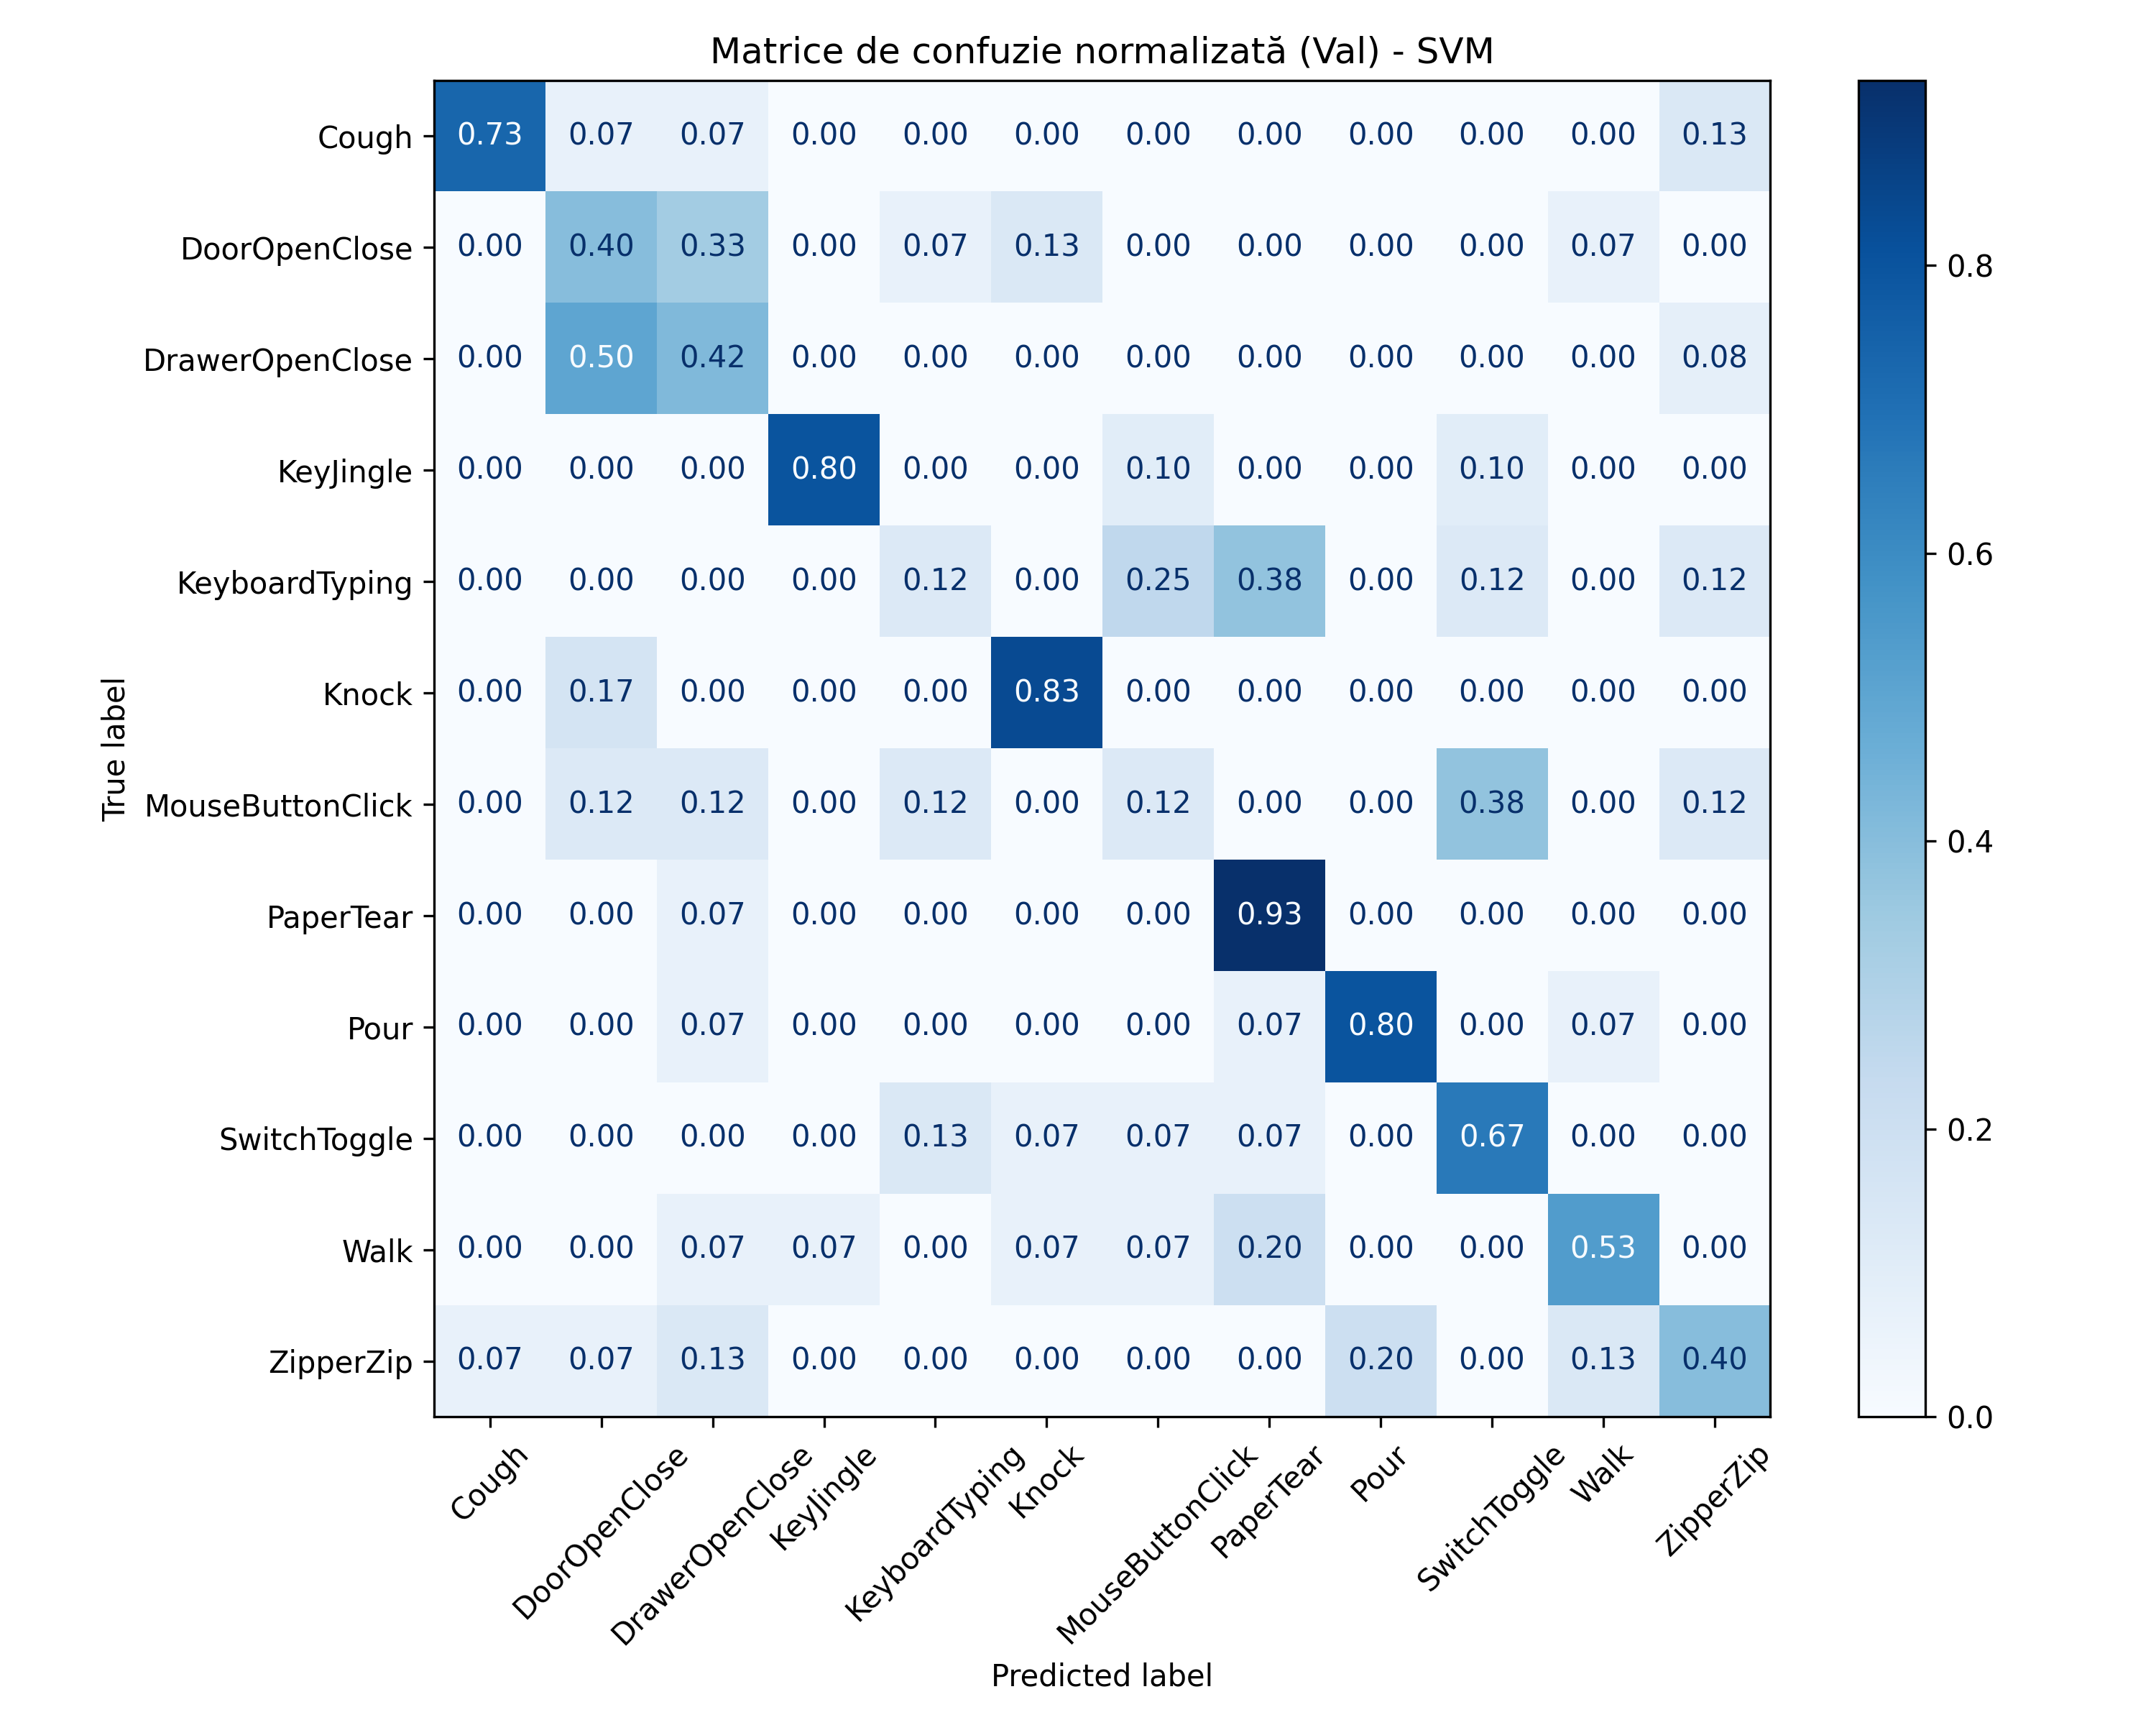 Matrice de confuzie normalizată (Val) - SVM
Cough 0.73 0.07 0.07 0.00 0.00 0.00 0.00 0.00 0.00 0.00 0.00 0.13
DoorOpenClose 0.00 0.40 0.33 0.00 0.07 0.13 0.00 0.00 0.00 0.00 0.07 0.00
DrawerOpenClose 0.00 0.50 0.42 0.00 0.00 0.00 0.00 0.00 0.00 0.00 0.00 0.08
KeyJingle 0.00 0.00 0.00 0.80 0.00 0.00 0.10 0.00 0.00 0.10 0.00 0.00
KeyboardTyping 0.00 0.00 0.00 0.00 0.12 0.00 0.25 0.38 0.00 0.12 0.00 0.12
Knock 0.00 0.17 0.00 0.00 0.00 0.83 0.00 0.00 0.00 0.00 0.00 0.00
MouseButtonClick 0.00 0.12 0.12 0.00 0.12 0.00 0.12 0.00 0.00 0.38 0.00 0.12
PaperTear 0.00 0.00 0.07 0.00 0.00 0.00 0.00 0.93 0.00 0.00 0.00 0.00
Pour 0.00 0.00 0.07 0.00 0.00 0.00 0.00 0.07 0.80 0.00 0.07 0.00
SwitchToggle 0.00 0.00 0.00 0.00 0.13 0.07 0.07 0.07 0.00 0.67 0.00 0.00
Walk 0.00 0.00 0.07 0.07 0.00 0.07 0.07 0.20 0.00 0.00 0.53 0.00
ZipperZip 0.07 0.07 0.13 0.00 0.00 0.00 0.00 0.00 0.20 0.00 0.13 0.40
True label
Cough DoorOpenClose DrawerOpenClose KeyJingle KeyboardTyping Knock MouseButtonClick PaperTear Pour SwitchToggle Walk ZipperZip
Predicted label
0.8
0.6
0.4
0.2
0.0